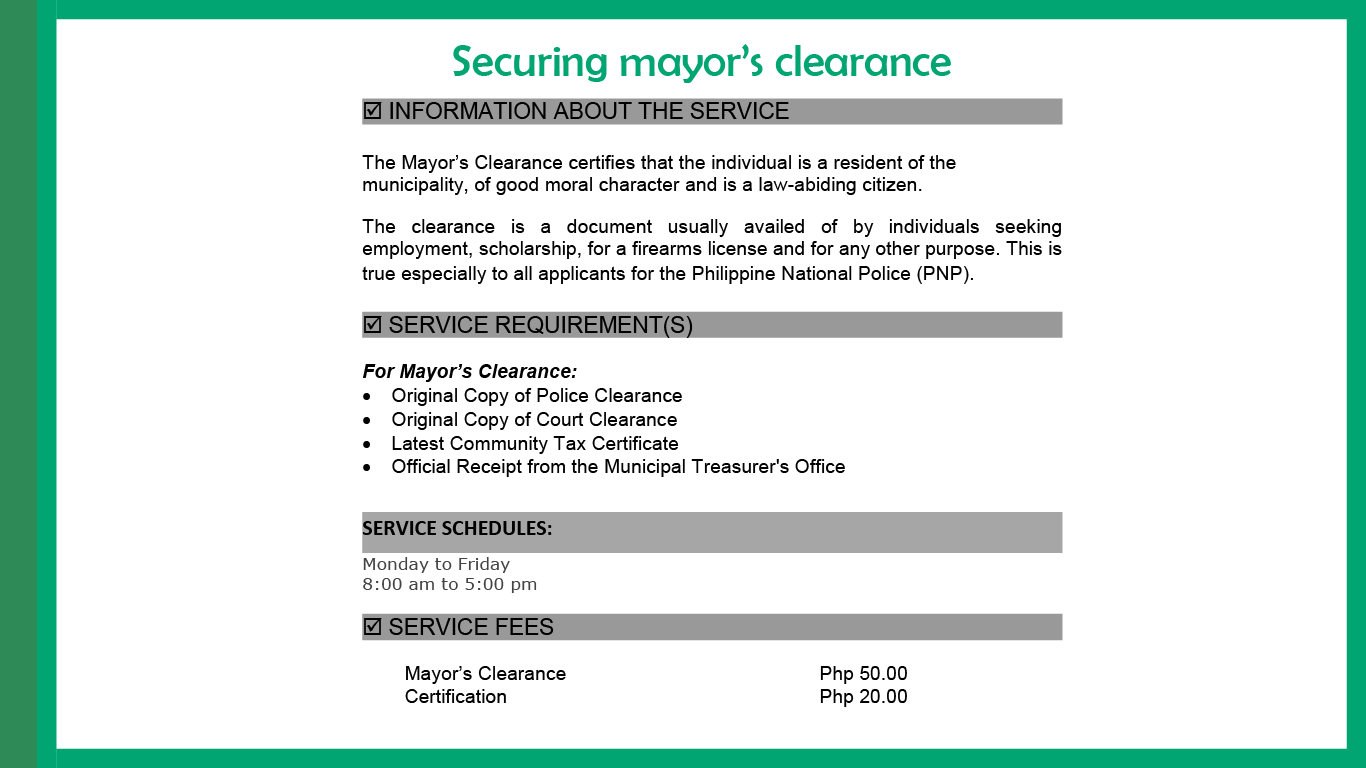 Securing mayor’s clearance
☑ INFORMATION ABOUT THE SERVICE
The Mayor’s Clearance certifies that the individual is a resident of the
municipality, of good moral character and is a law-abiding citizen.
The clearance is a document usually availed of by individuals seeking
employment, scholarship, for a firearms license and for any other purpose. This is
true especially to all applicants for the Philippine National Police (PNP).
☑ SERVICE REQUIREMENT(S)
For Mayor’s Clearance:
• Original Copy of Police Clearance
• Original Copy of Court Clearance
• Latest Community Tax Certificate
• Official Receipt from the Municipal Treasurer's Office
SERVICE SCHEDULES:
Monday to Friday
8:00 am to 5:00 pm
☑ SERVICE FEES
Mayor’s Clearance Php 50.00
Certification Php 20.00